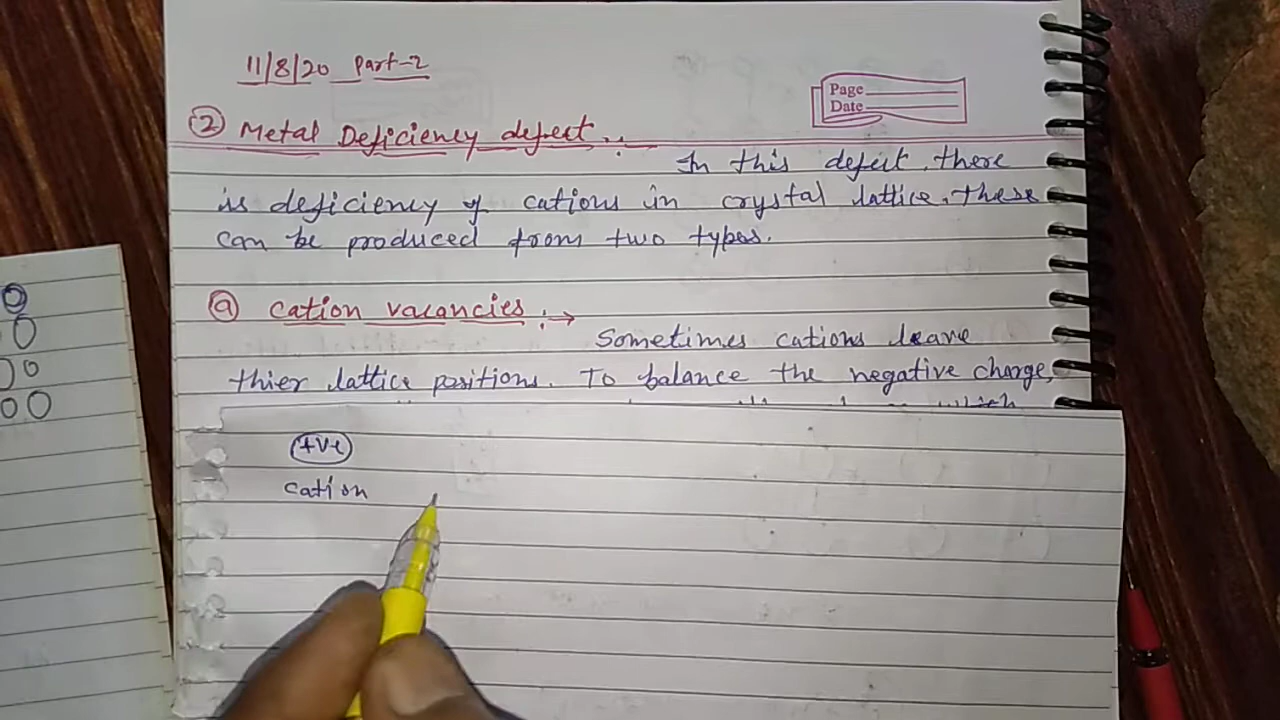 11/8/20 Part-2
Page
Date
② Metal Deficiency defect :
In this defect, there
is deficiency of cations in crystal lattice. These
can be produced from two types.
ⓐ Cation vacancies :→
Sometimes cations leave
thier lattice positions. To balance the negative charge,
which
+ve
Cation